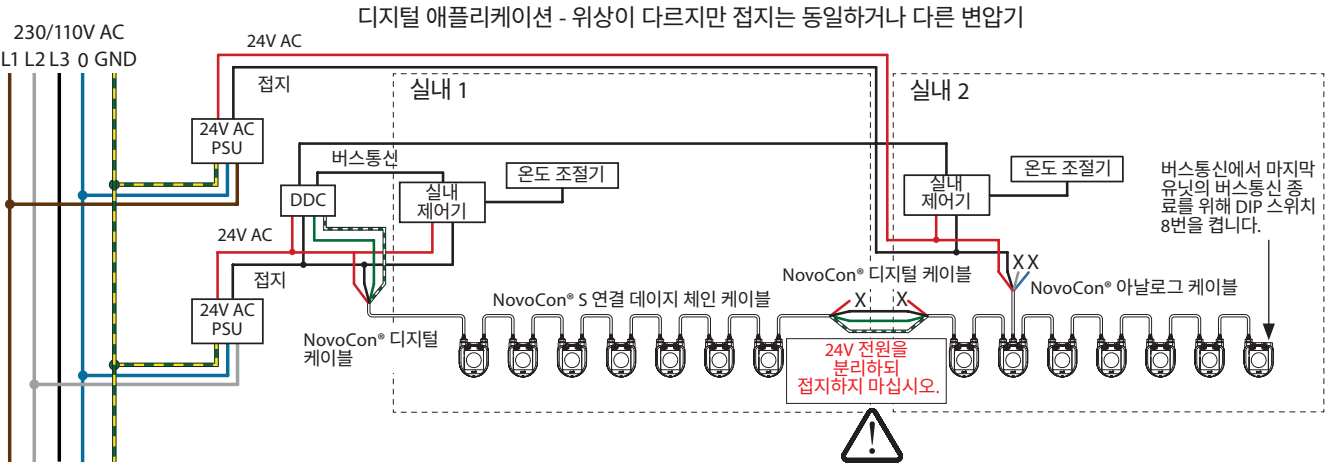 디지털 애플리케이션 - 위상이 다르지만 접지는 동일하거나 다른 변압기
230/110V AC
L1 L2 L3 0 GND
24V AC
접지
실내 1
실내 2
24V AC
PSU
버스통신
온도 조절기
온도 조절기
DDC
실내
제어기
실내
제어기
버스통신에서 마지막
유닛의 버스통신 종
료를 위해 DIP 스위치
8번을 켭니다.
24V AC
접지
X X
NovoCon® 디지털 케이블
NovoCon® 아날로그 케이블
NovoCon® S 연결 데이지 체인 케이블
X
X
24V AC
PSU
NovoCon® 디지털
케이블
24V 전원을
분리하되
접지하지 마십시오.
!